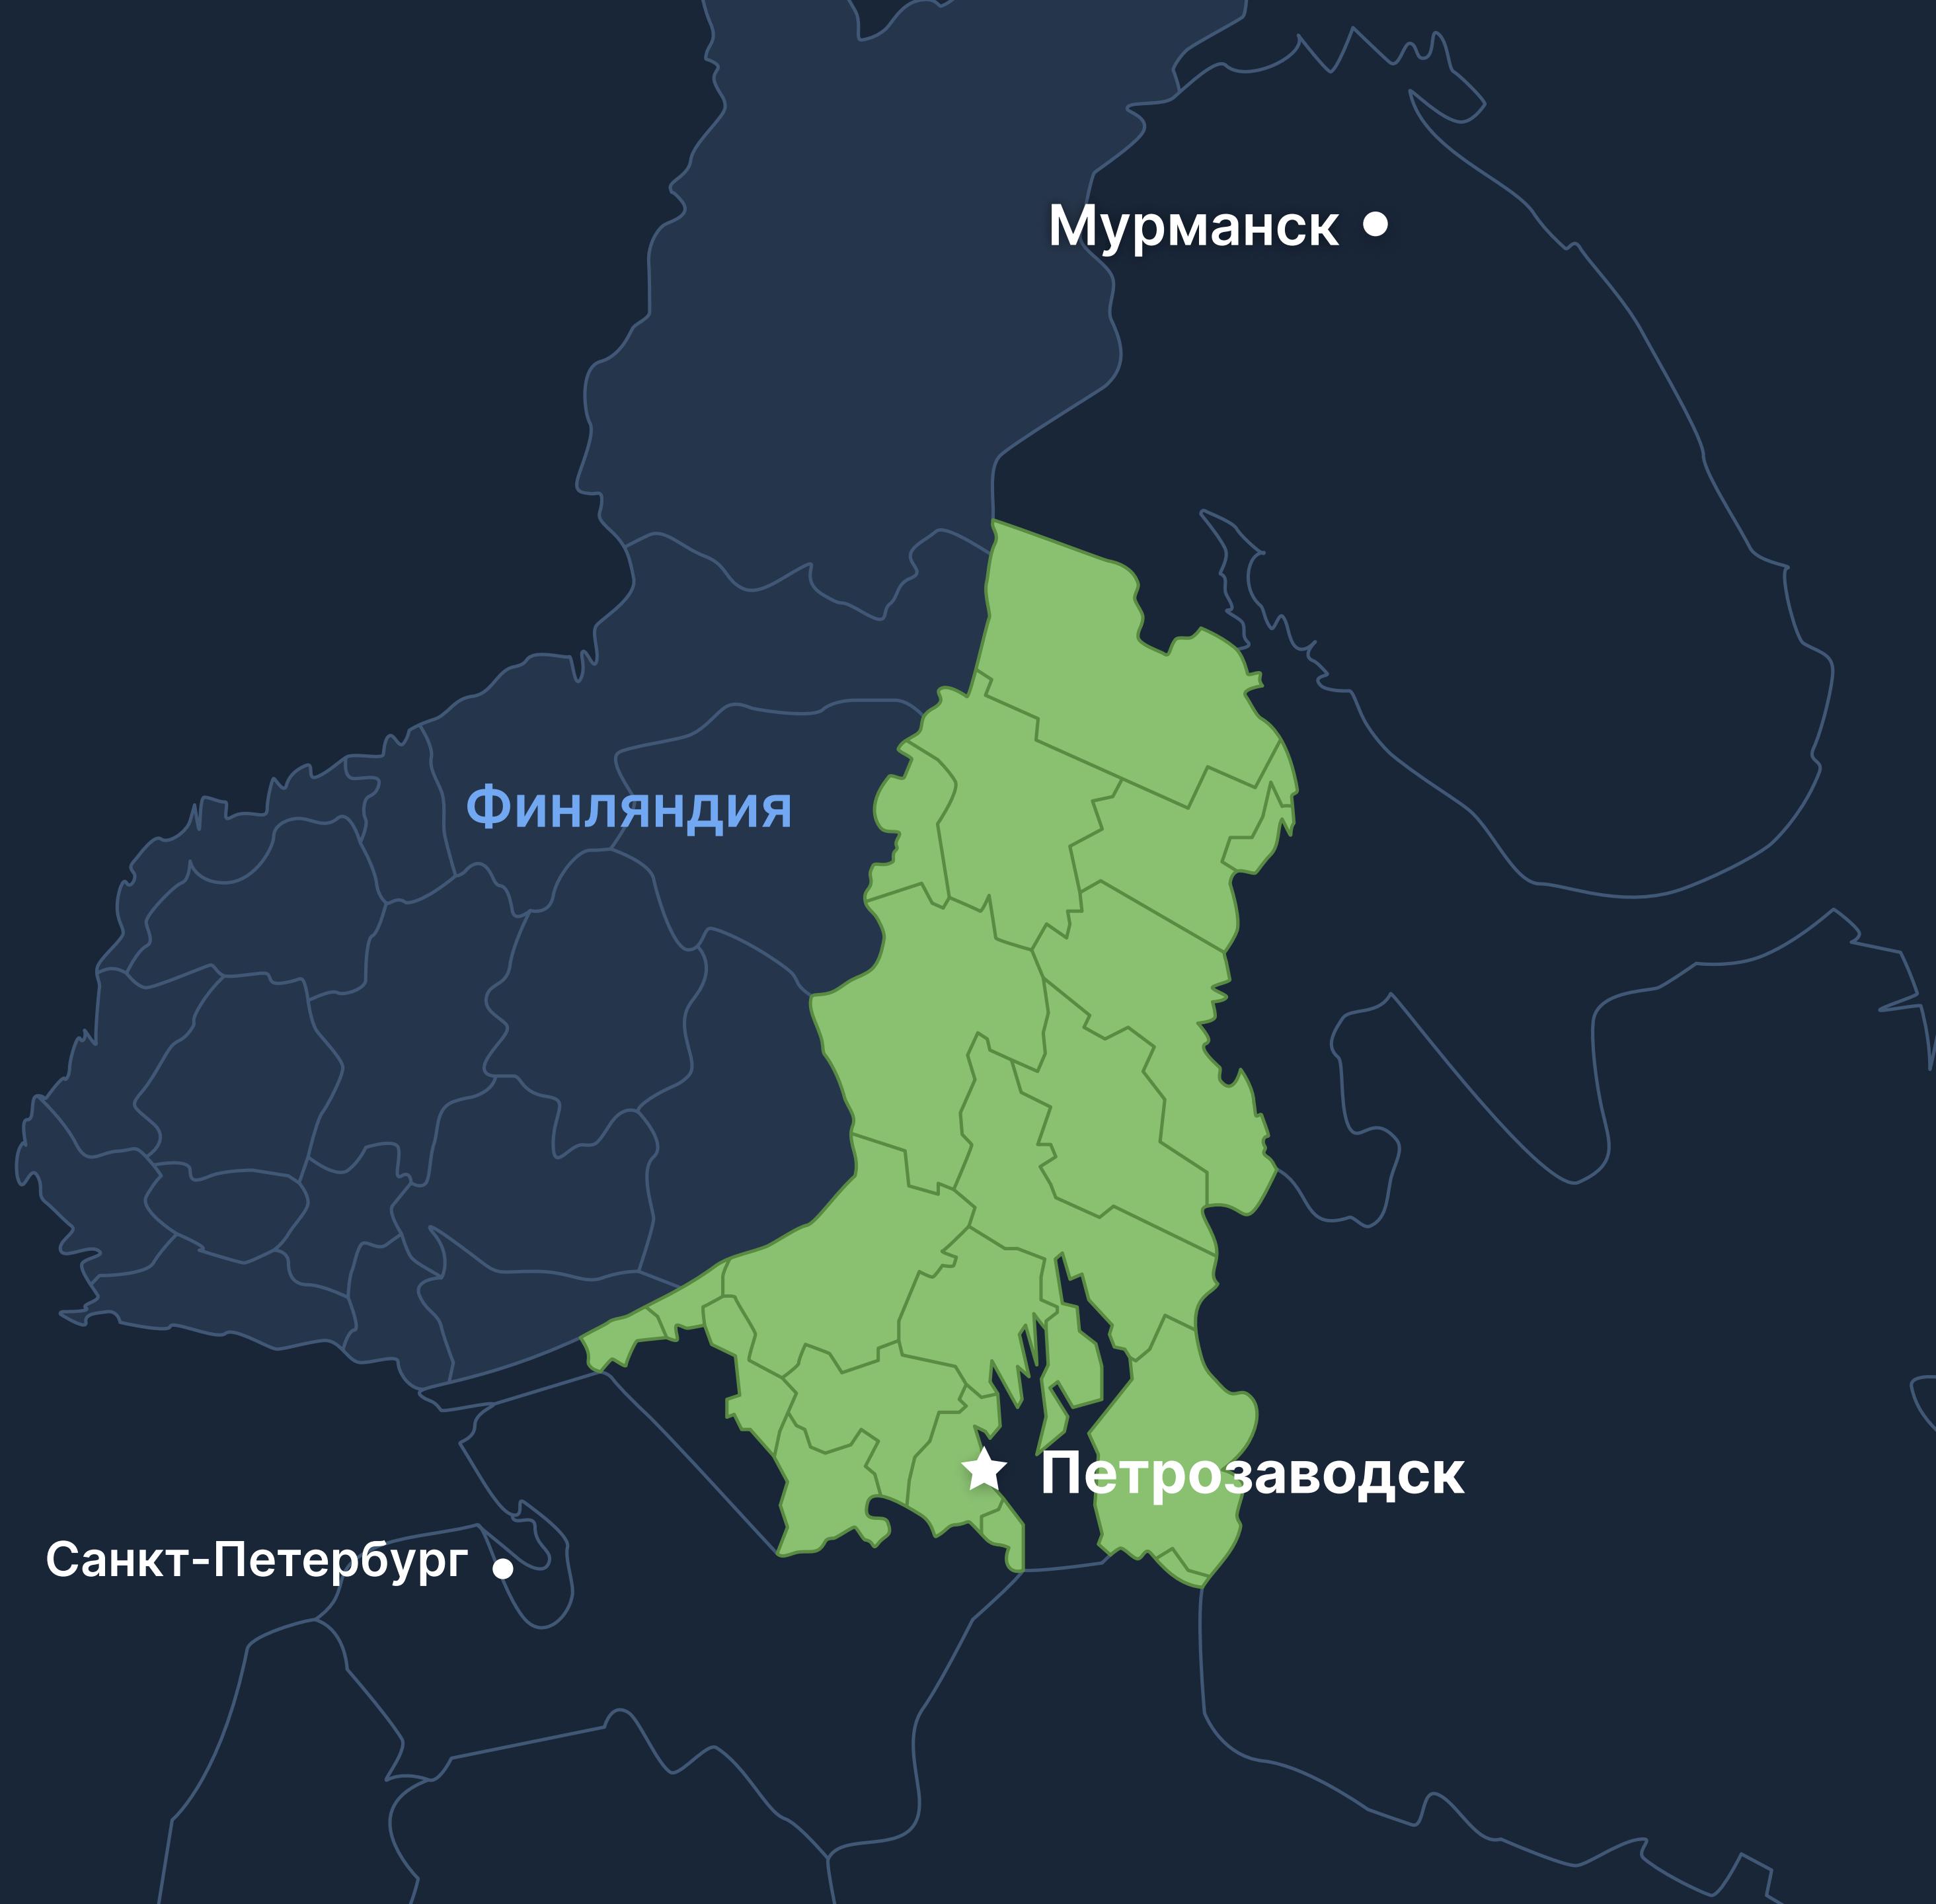 Мурманск
Финляндия
Петрозаводск
Санкт-Петербург